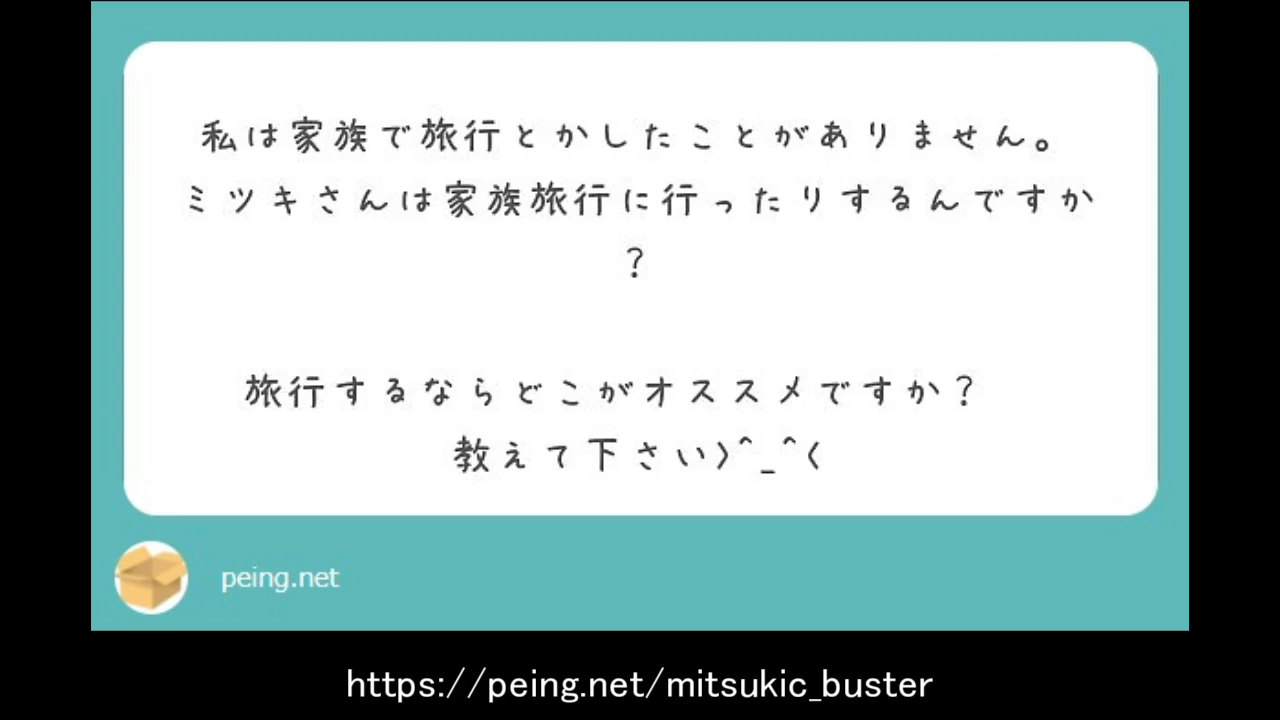 私は家族で旅行とかしたことがありません。
ミツキさんは家族旅行に行ったりするんですか
？
旅行するならどこがオススメですか？
教えて下さい)^_^(
peing.net
https://peing.net/mitsukic_buster